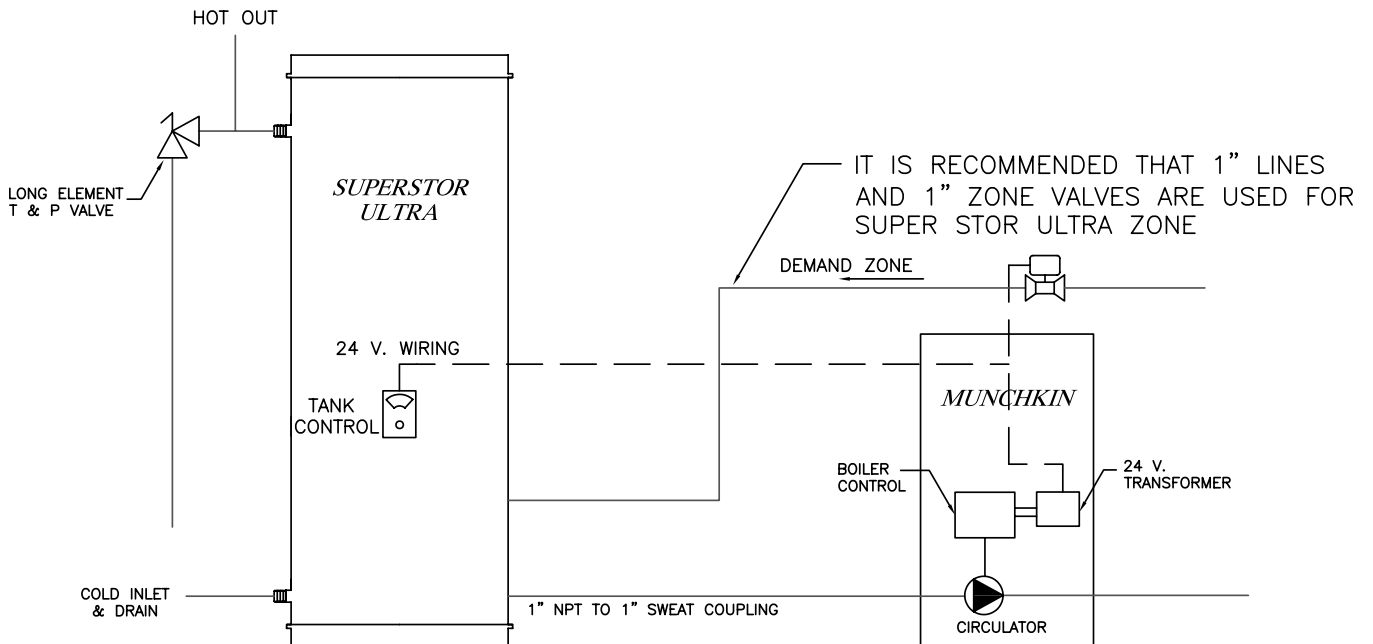 HOT OUT
LONG ELEMENT
T & P VALVE
SUPERSTOR
ULTRA
IT IS RECOMMENDED THAT 1” LINES
AND 1” ZONE VALVES ARE USED FOR
SUPER STOR ULTRA ZONE
DEMAND ZONE
24 V. WIRING
TANK
CONTROL
MUNCHKIN
BOILER
CONTROL
24 V.
TRANSFORMER
COLD INLET
& DRAIN
1” NPT TO 1” SWEAT COUPLING
CIRCULATOR